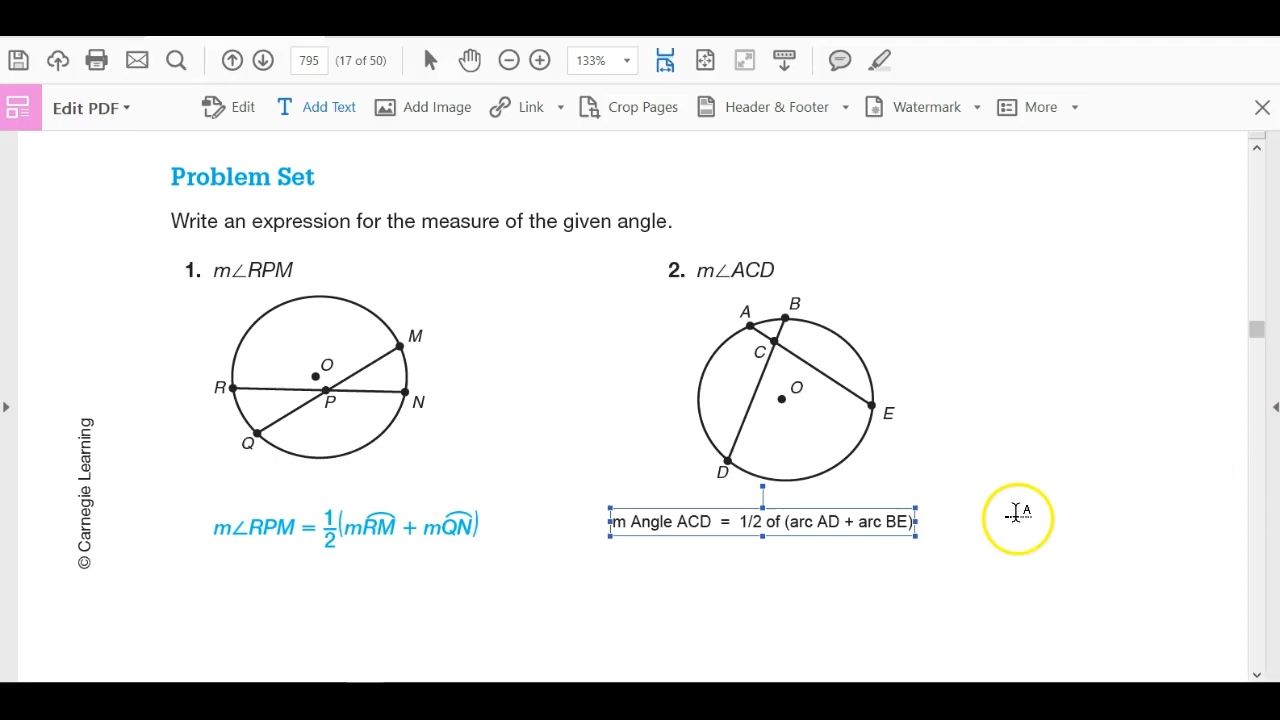 795 (17 of 50) 133%
Edit PDF Edit Add Text Add Image Link Crop Pages Header & Footer Watermark More
Problem Set
Write an expression for the measure of the given angle.
1. m∠RPM
2. m∠ACD
M
O
R
P
N
Q
A
B
C
O
E
D
m∠RPM = 1/2(mRM + mQN)
m Angle ACD = 1/2 of (arc AD + arc BE)
A
© Carnegie Learning